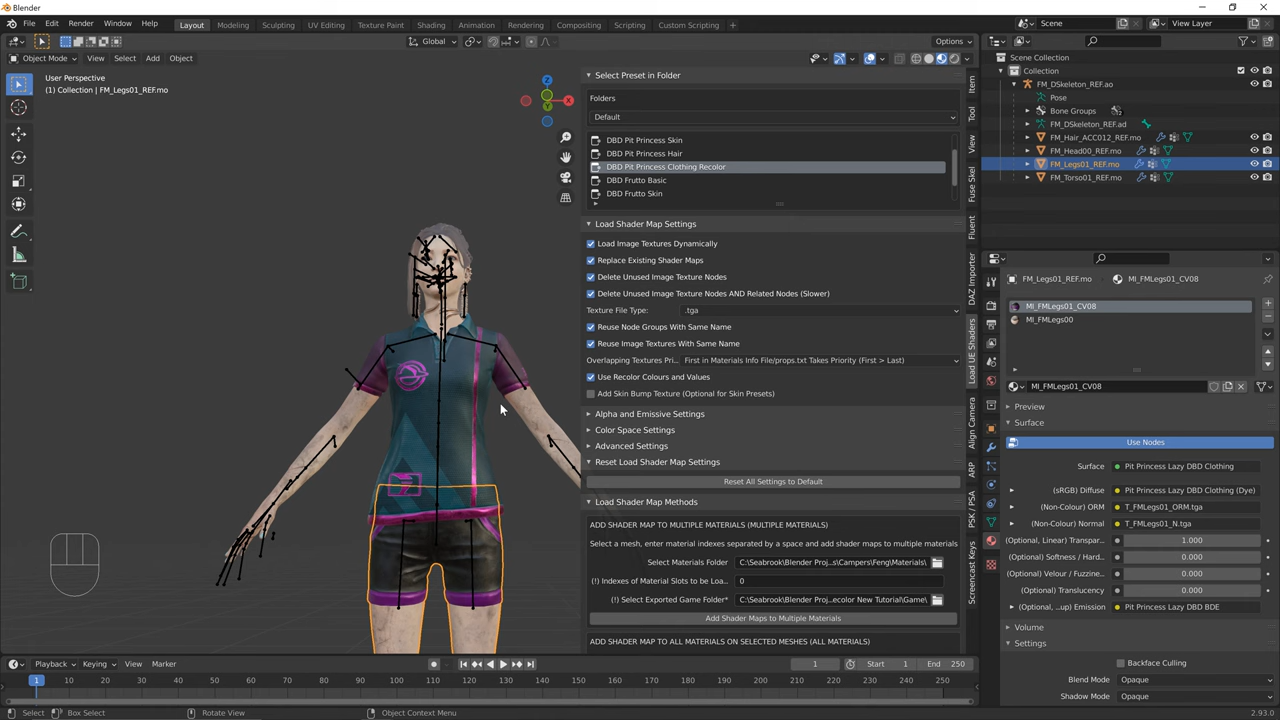 Blender
File Edit Render Window Help Layout Modeling Sculpting UV Editing Texture Paint Shading Animation Rendering Compositing Scripting Custom Scripting + Scene View Layer
Global Options
Object Mode View Select Add Object
User Perspective
(1) Collection | FM_Legs01_REF.mo
X
Y
Z
Select Preset in Folder
Folders
Default
DBD Pit Princess Skin
DBD Pit Princess Hair
DBD Pit Princess Clothing Recolor
DBD Frutto Basic
DBD Frutto Skin
Load Shader Map Settings
Load Image Textures Dynamically
Replace Existing Shader Maps
Delete Unused Image Texture Nodes
Delete Unused Image Texture Nodes AND Related Nodes (Slower)
Texture File Type: .tga
Reuse Node Groups With Same Name
Reuse Image Textures With Same Name
Overlapping Textures Pri... First in Materials Info File/props.txt Takes Priority (First > Last)
Use Recolor Colours and Values
Add Skin Bump Texture (Optional for Skin Presets)
Alpha and Emissive Settings
Color Space Settings
Advanced Settings
Reset Load Shader Map Settings
Reset All Settings to Default
Load Shader Map Methods
ADD SHADER MAP TO MULTIPLE MATERIALS (MULTIPLE MATERIALS)
Select a mesh, enter material indexes separated by a space and add shader maps to multiple materials
Select Materials Folder C:\Seabrook\Blender Proj...s\Campers\Feng\Materials\
(!) Indexes of Material Slots to be Loa... 0
(!) Select Exported Game Folder* C:\Seabrook\Blender Proj...ecolor New Tutorial\Game\
Add Shader Maps to Multiple Materials
ADD SHADER MAP TO ALL MATERIALS ON SELECTED MESHES (ALL MATERIALS)
Item
Tool
View
Fuse Skel
Fluent
DAZ Importer
Load UE Shaders
Align Camera
ARP
PSK / PSA
Screencast Keys
Scene Collection
Collection
FM_DSkeleton_REF.ao
Pose
Bone Groups
FM_DSkeleton_REF.ad
FM_Hair_ACC012_REF.mo
FM_Head00_REF.mo
FM_Legs01_REF.mo
FM_Torso01_REF.mo
FM_Legs01_REF.mo MI_FMLegs01_CV08
MI_FMLegs01_CV08
MI_FMLegs00
MI_FMLegs01_CV08
Preview
Surface
Use Nodes
Surface Pit Princess Lazy DBD Clothing
(sRGB) Diffuse Pit Princess Lazy DBD Clothing (Dye)
(Non-Colour) ORM T_FMLegs01_ORM.tga
(Non-Colour) Normal T_FMLegs01_N.tga
(Optional, Linear) Transpar... 1.000
(Optional) Softness / Hard... 0.000
(Optional) Velour / Fuzzine... 0.000
(Optional) Translucency 0.000
(Optional, ...up) Emission Pit Princess Lazy DBD BDE
Volume
Settings
Backface Culling
Blend Mode Opaque
Shadow Mode Opaque
Playback Keying View Marker 1 Start 1 End 250
1 10 20 30 40 50 60 70 80 90 100 110 120 130 140 150 160 170 180 190 200 210 220 230 240 250
Select Box Select Rotate View Object Context Menu 2.93.0